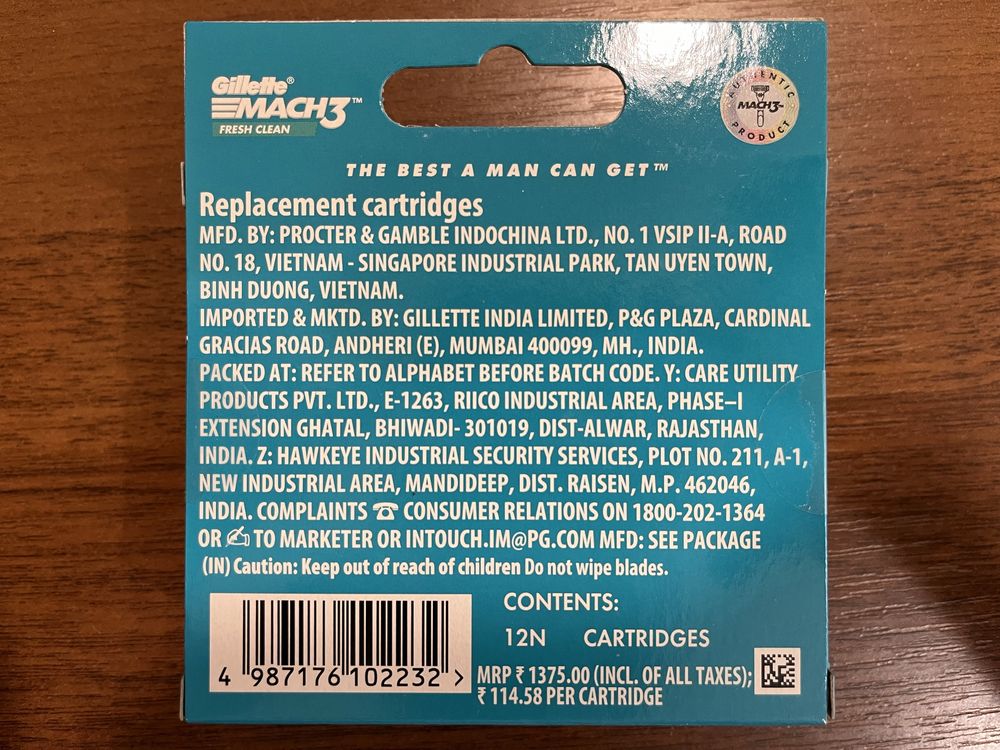 Gillette®
MACH3™
FRESH CLEAN
AUTHENTIC
MACH3™
PRODUCT
THE BEST A MAN CAN GET™
Replacement cartridges
MFD. BY: PROCTER & GAMBLE INDOCHINA LTD., NO. 1 VSIP II-A, ROAD
NO. 18, VIETNAM - SINGAPORE INDUSTRIAL PARK, TAN UYEN TOWN,
BINH DUONG, VIETNAM.
IMPORTED & MKTD. BY: GILLETTE INDIA LIMITED, P&G PLAZA, CARDINAL
GRACIAS ROAD, ANDHERI (E), MUMBAI 400099, MH., INDIA.
PACKED AT: REFER TO ALPHABET BEFORE BATCH CODE. Y: CARE UTILITY
PRODUCTS PVT. LTD., E-1263, RIICO INDUSTRIAL AREA, PHASE–I
EXTENSION GHATAL, BHIWADI- 301019, DIST-ALWAR, RAJASTHAN,
INDIA. Z: HAWKEYE INDUSTRIAL SECURITY SERVICES, PLOT NO. 211, A-1,
NEW INDUSTRIAL AREA, MANDIDEEP, DIST. RAISEN, M.P. 462046,
INDIA. COMPLAINTS ☎ CONSUMER RELATIONS ON 1800-202-1364
OR ✍ TO MARKETER OR INTOUCH.IM@PG.COM MFD: SEE PACKAGE
(IN) Caution: Keep out of reach of children Do not wipe blades.
CONTENTS:
12N CARTRIDGES
4 987176 102232 >
MRP ₹ 1375.00 (INCL. OF ALL TAXES);
₹ 114.58 PER CARTRIDGE